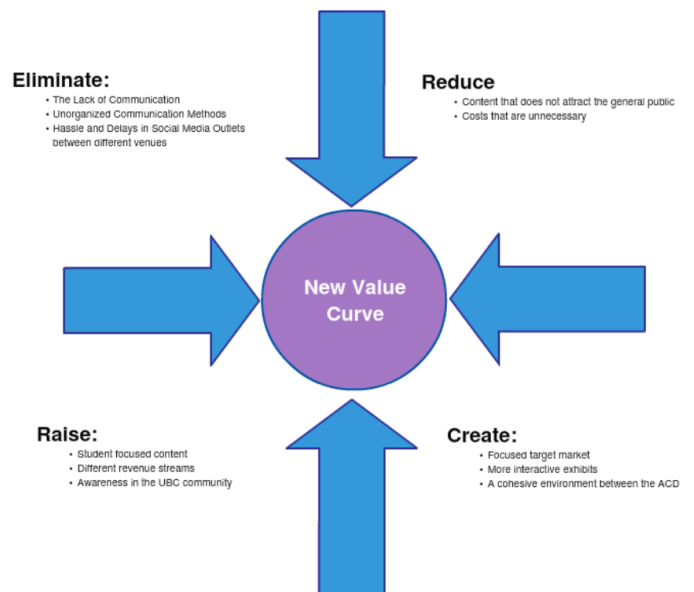 Eliminate:
• The Lack of Communication
• Unorganized Communication Methods
• Hassle and Delays in Social Media Outlets
between different venues
Reduce
• Content that does not attract the general public
• Costs that are unnecessary
New Value
Curve
Raise:
• Student focused content
• Different revenue streams
• Awareness in the UBC community
Create:
• Focused target market
• More interactive exhibits
• A cohesive environment between the ACD